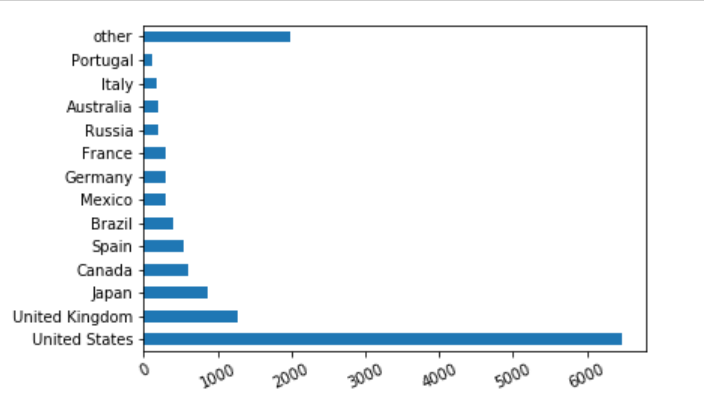 other
Portugal
Italy
Australia
Russia
France
Germany
Mexico
Brazil
Spain
Canada
Japan
United Kingdom
United States
0 1000 2000 3000 4000 5000 6000